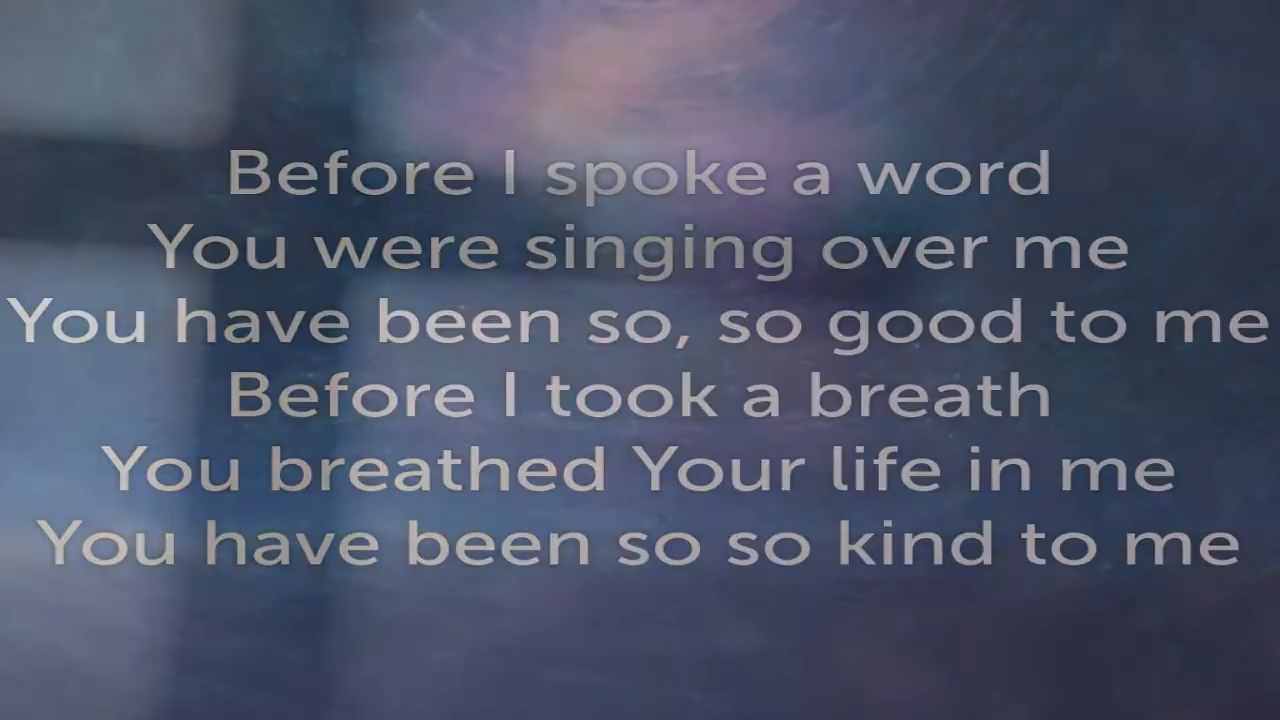 Before I spoke a word
You were singing over me
You have been so, so good to me
Before I took a breath
You breathed Your life in me
You have been so so kind to me